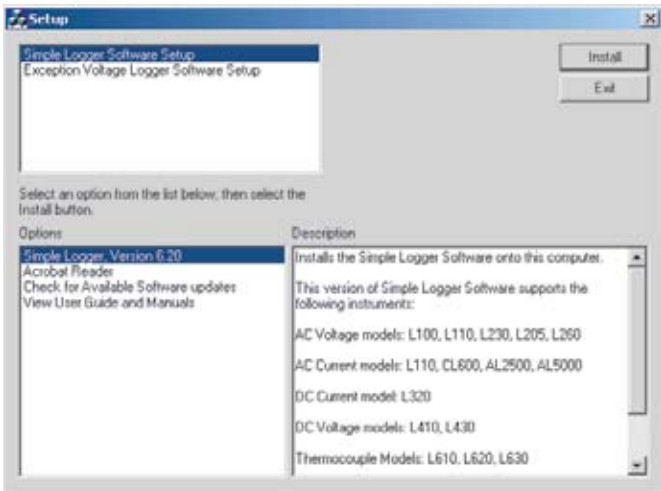 Setup
Simple Logger Software Setup
Exception Voltage Logger Software Setup
Install
Exit
Select an option from the list below, then select the
Install button.
Options
Simple Logger, Version 6.20
Acrobat Reader
Check for Available Software updates
View User Guide and Manuals
Description
Installs the Simple Logger Software onto this computer.
This version of Simple Logger Software supports the
following instruments:
AC Voltage models: L100, L110, L230, L205, L260
AC Current models: L110, CL600, AL2500, AL5000
DC Current model: L320
DC Voltage models: L410, L430
Thermocouple Models: L610, L620, L630